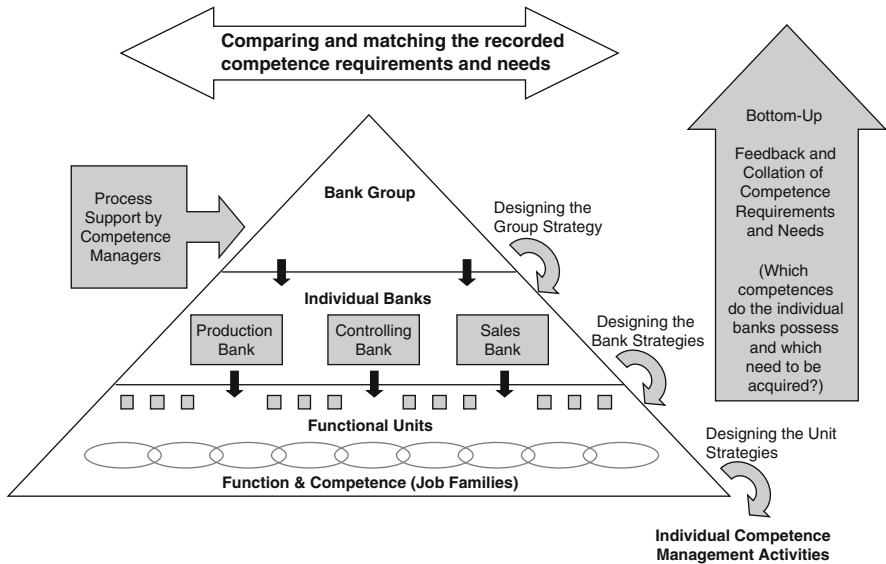 Comparing and matching the recorded
competence requirements and needs
Bottom-Up
Feedback and
Collation of
Competence
Requirements
and Needs
(Which
competences
do the individual
banks possess
and which
need to be
acquired?)
Process
Support by
Competence
Managers
Bank Group
Designing the
Group Strategy
Individual Banks
Production
Bank
Controlling
Bank
Sales
Bank
Designing the
Bank Strategies
Functional Units
Function & Competence (Job Families)
Designing the Unit
Strategies
Individual Competence
Management Activities